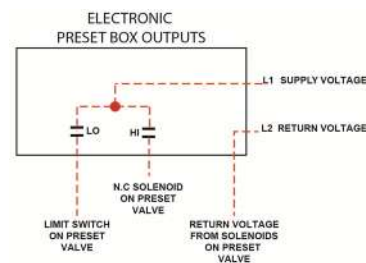 ELECTRONIC
PRESET BOX OUTPUTS
L1 SUPPLY VOLTAGE
LO
HI
L2 RETURN VOLTAGE
N.C SOLENOID
ON PRESET
VALVE
LIMIT SWITCH
ON PRESET
VALVE
RETURN VOLTAGE
FROM SOLENOIDS
ON PRESET
VALVE